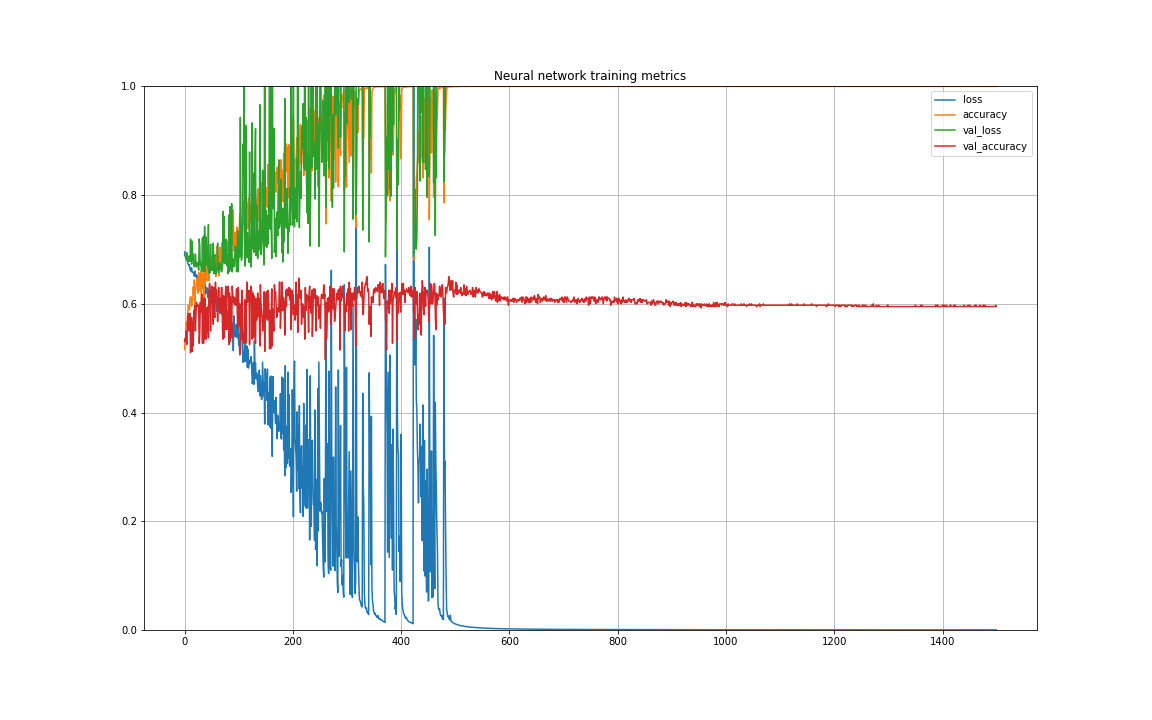 Neural network training metrics
1.0
0.8
0.6
0.4
0.2
0.0
loss
accuracy
val_loss
val_accuracy
0 200 400 600 800 1000 1200 1400